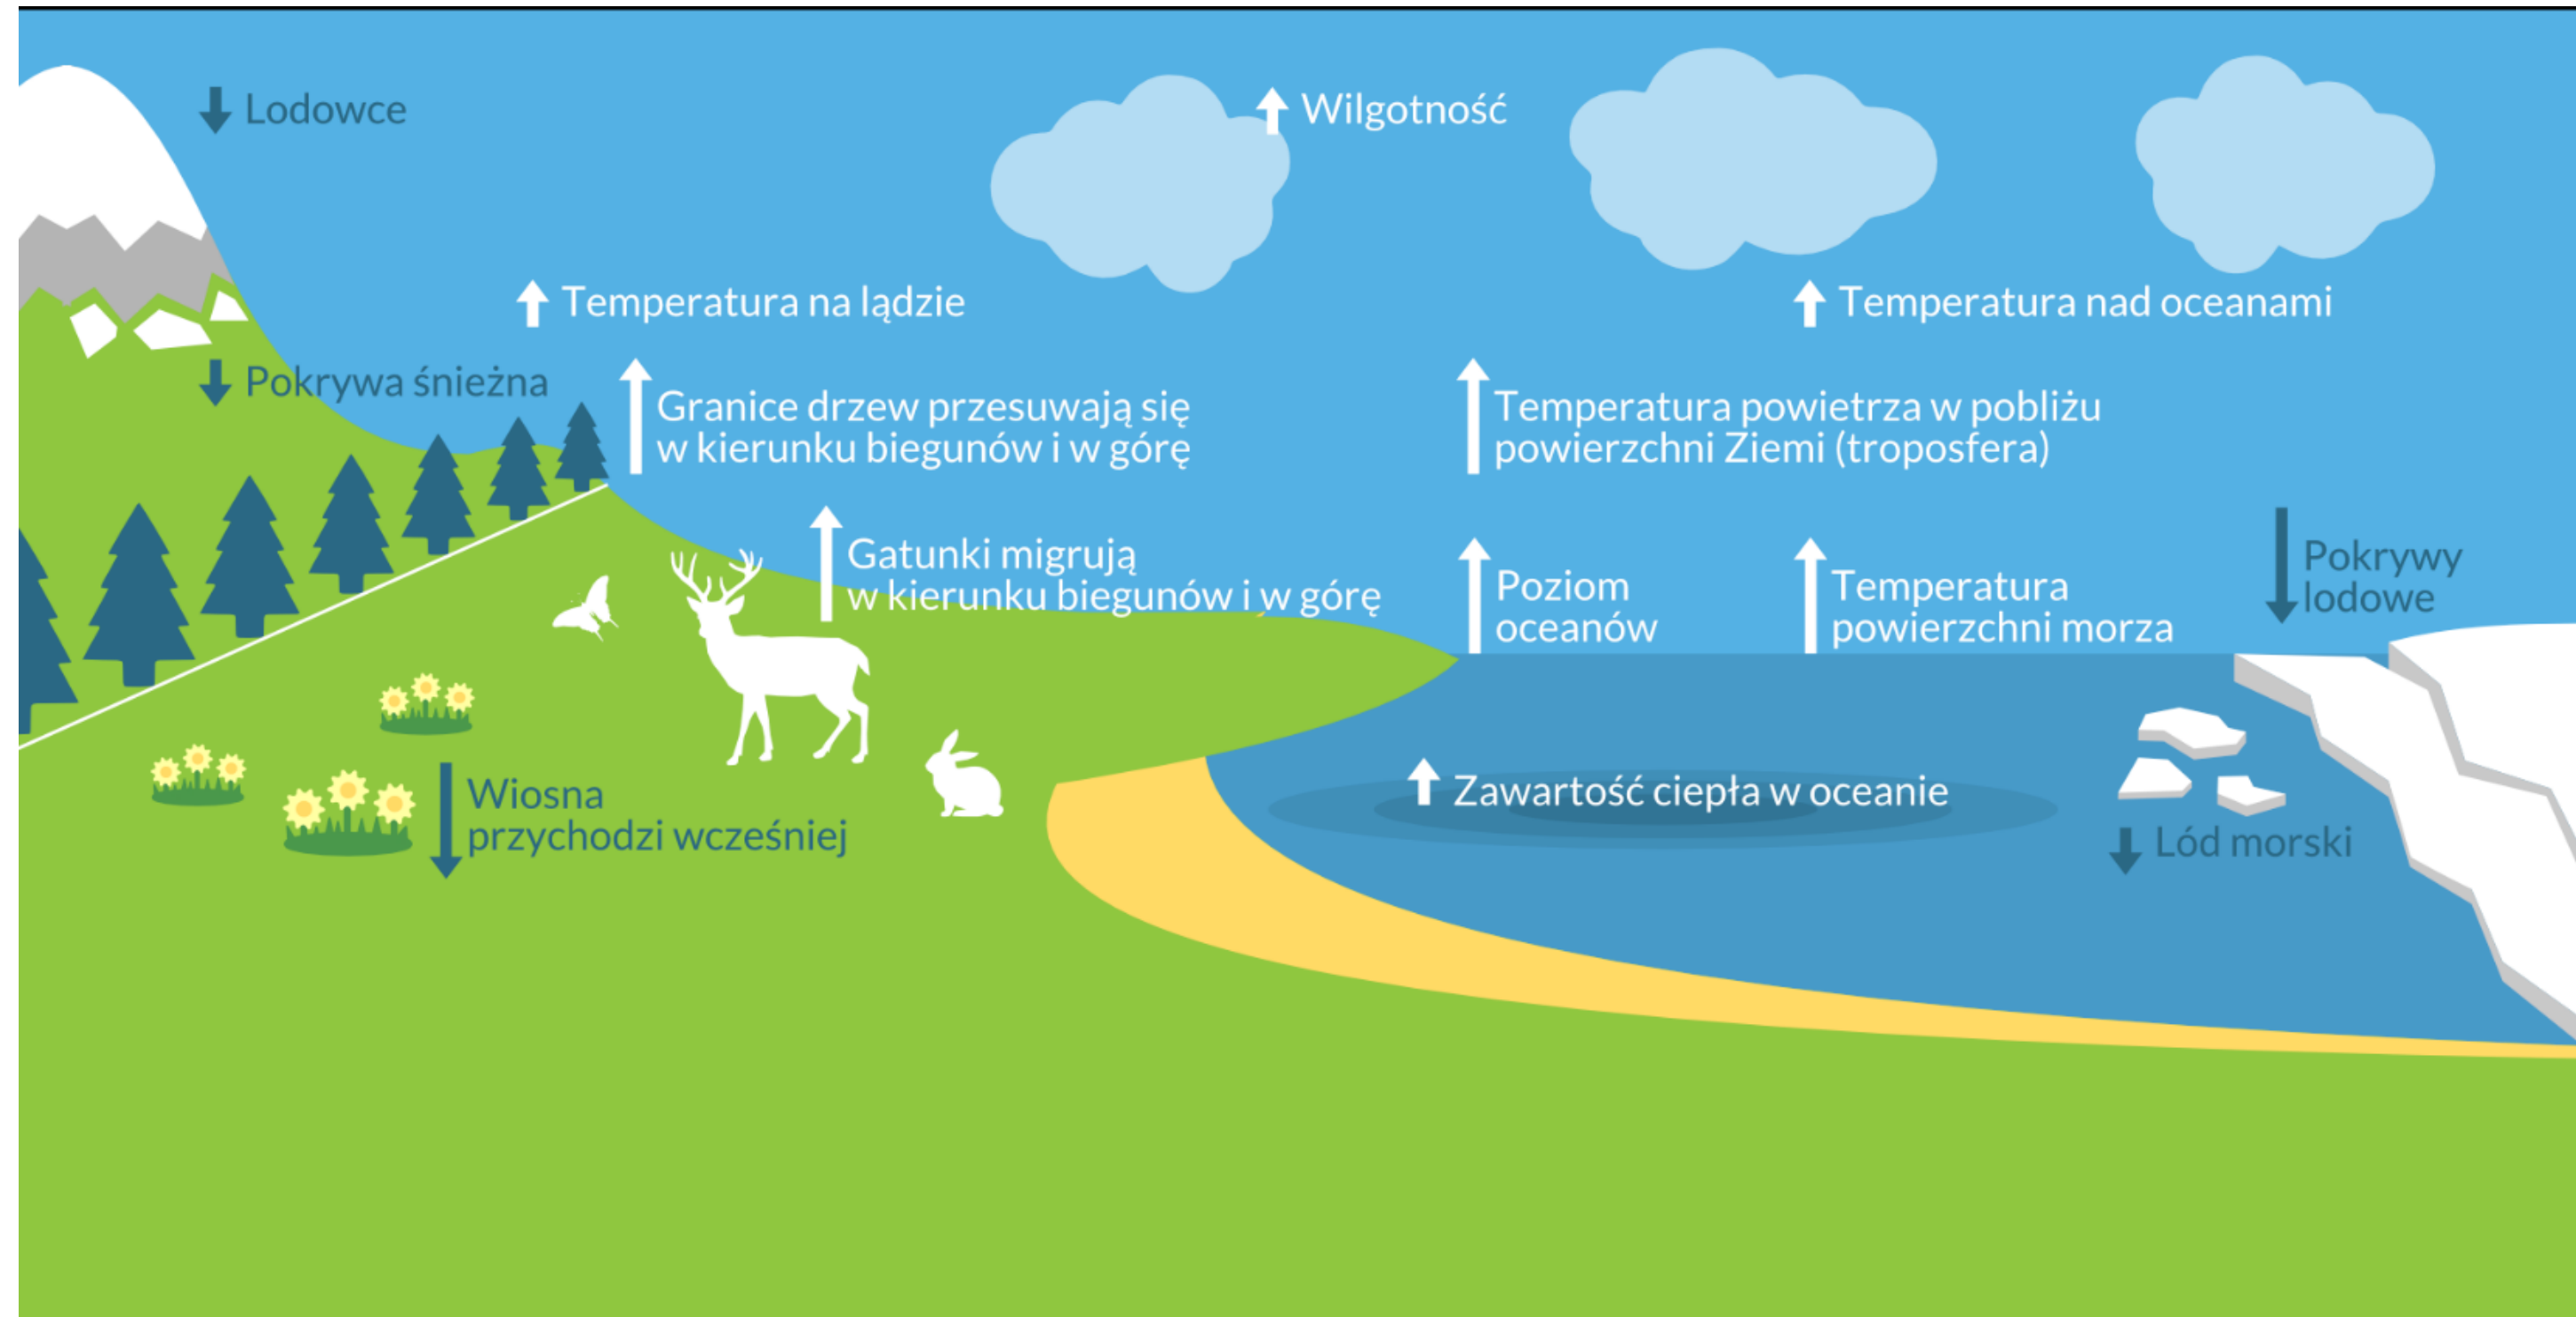 Lodowce
Wilgotność
Temperatura na lądzie
Temperatura nad oceanami
Pokrywa śnieżna
Granice drzew przesuwają się
w kierunku biegunów i w górę
Temperatura powietrza w pobliżu
powierzchni Ziemi (troposfera)
Gatunki migrują
w kierunku biegunów i w górę
Poziom
oceanów
Temperatura
powierzchni morza
Pokrywy
lodowe
Wiosna
przychodzi wcześniej
Zawartość ciepła w oceanie
Lód morski